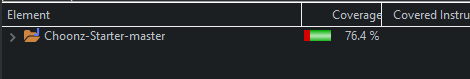 Element Coverage Covered Instru
Choonz-Starter-master 76.4 %